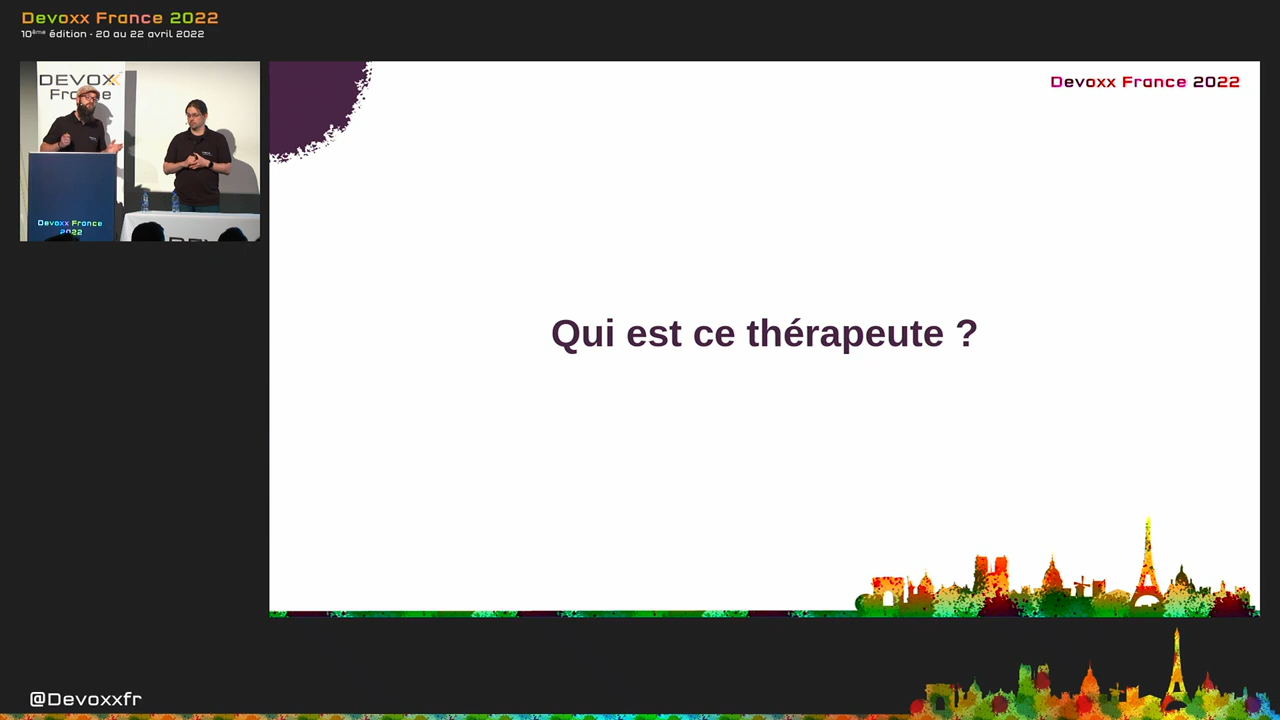 Devoxx France 2022
10ème édition - 20 au 22 avril 2022
DEVOXX
France
Devoxx France
2022
Devoxx France 2022
Qui est ce thérapeute ?
@Devoxxfr